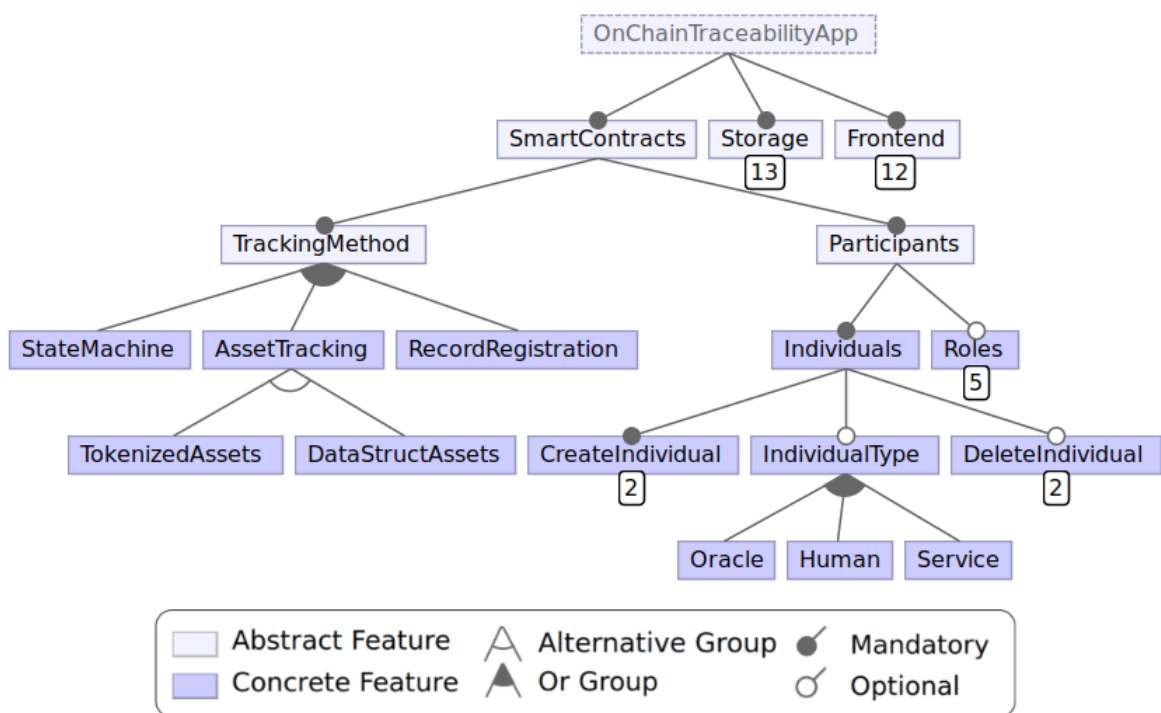 OnChainTraceabilityApp
SmartContracts Storage Frontend
13 12
TrackingMethod Participants
StateMachine AssetTracking RecordRegistration Individuals Roles
5
TokenizedAssets DataStructAssets CreateIndividual IndividualType DeleteIndividual
2 2
Oracle Human Service
Abstract Feature Alternative Group Mandatory
Concrete Feature Or Group Optional